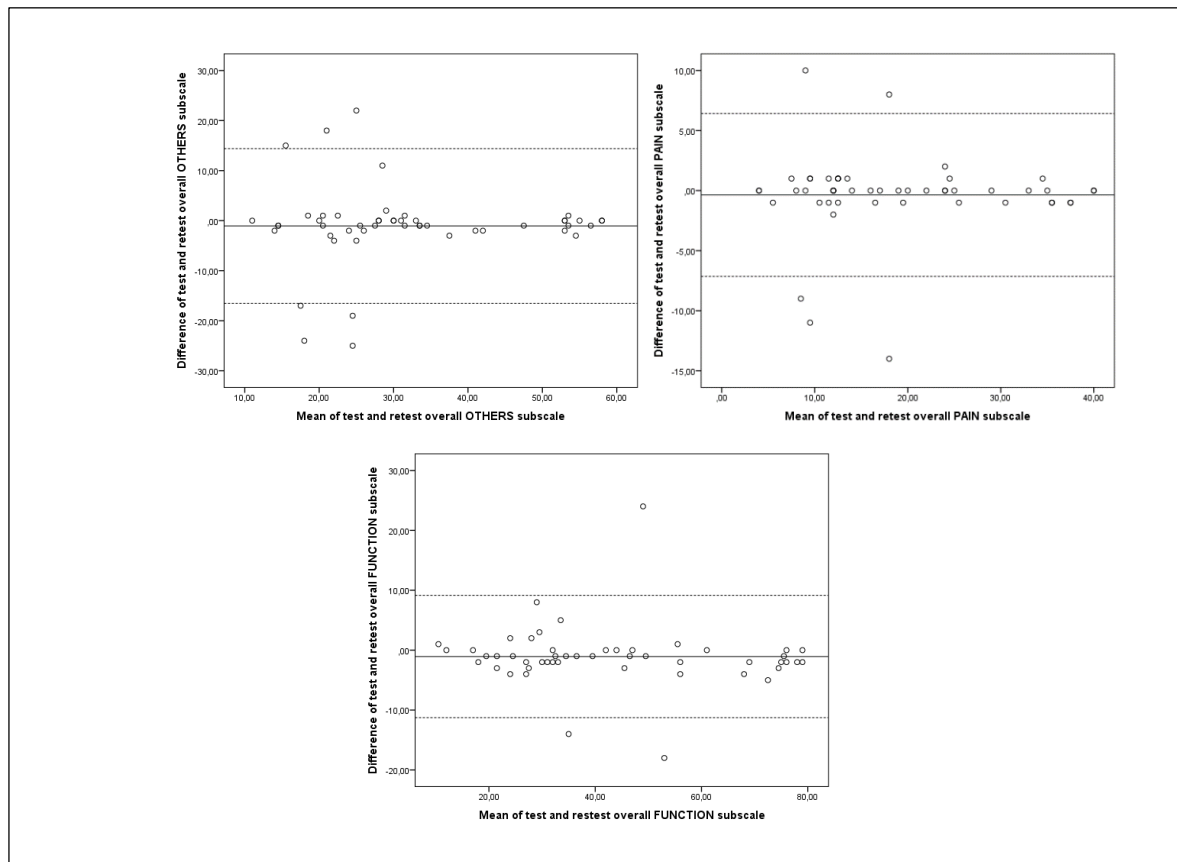 Difference of test and retest overall OTHERS subscale
30,00
20,00
10,00
,00
-10,00
-20,00
-30,00
10,00 20,00 30,00 40,00 50,00 60,00
Mean of test and retest overall OTHERS subscale
Difference of test and retest overall PAIN subscale
10,00
5,00
,00
-5,00
-10,00
-15,00
,00 10,00 20,00 30,00 40,00
Mean of test and retest overall PAIN subscale
Difference of test and retest overall FUNCTION subscale
30,00
20,00
10,00
,00
-10,00
-20,00
20,00 40,00 60,00 80,00
Mean of test and restest overall FUNCTION subscale